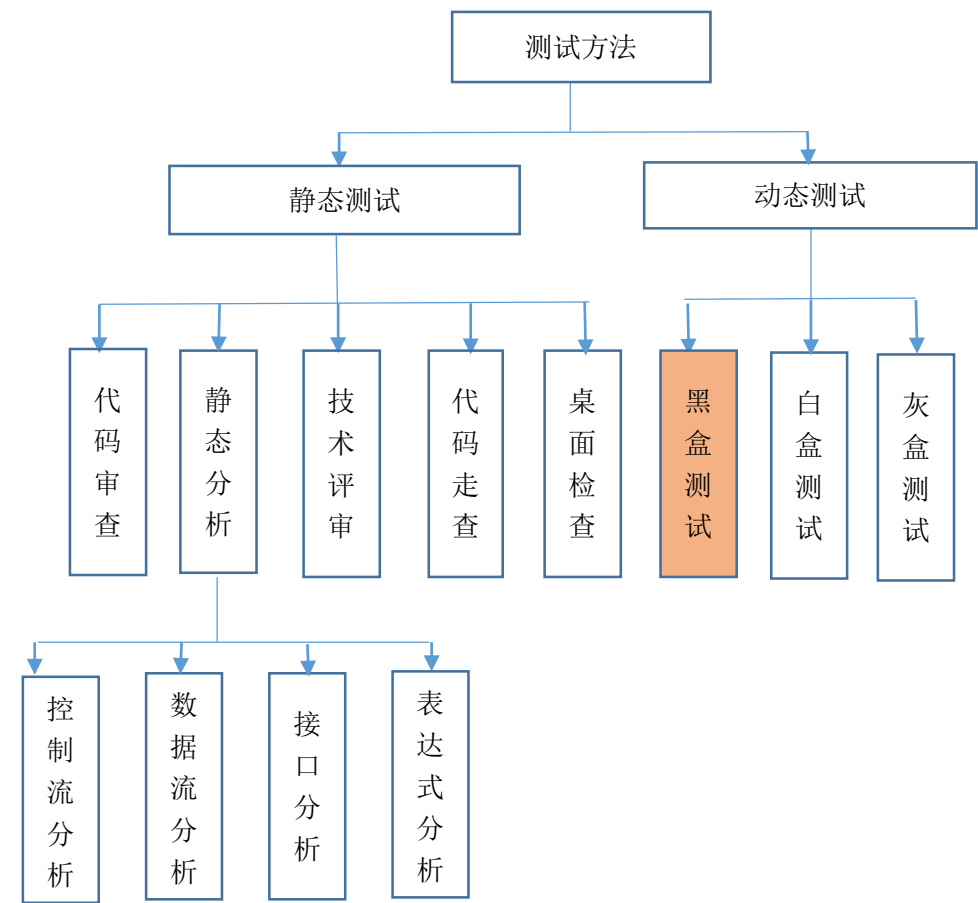 测试方法
静态测试
动态测试
代码审查
静态分析
技术评审
代码走查
桌面检查
黑盒测试
白盒测试
灰盒测试
控制流分析
数据流分析
接口分析
表达式分析